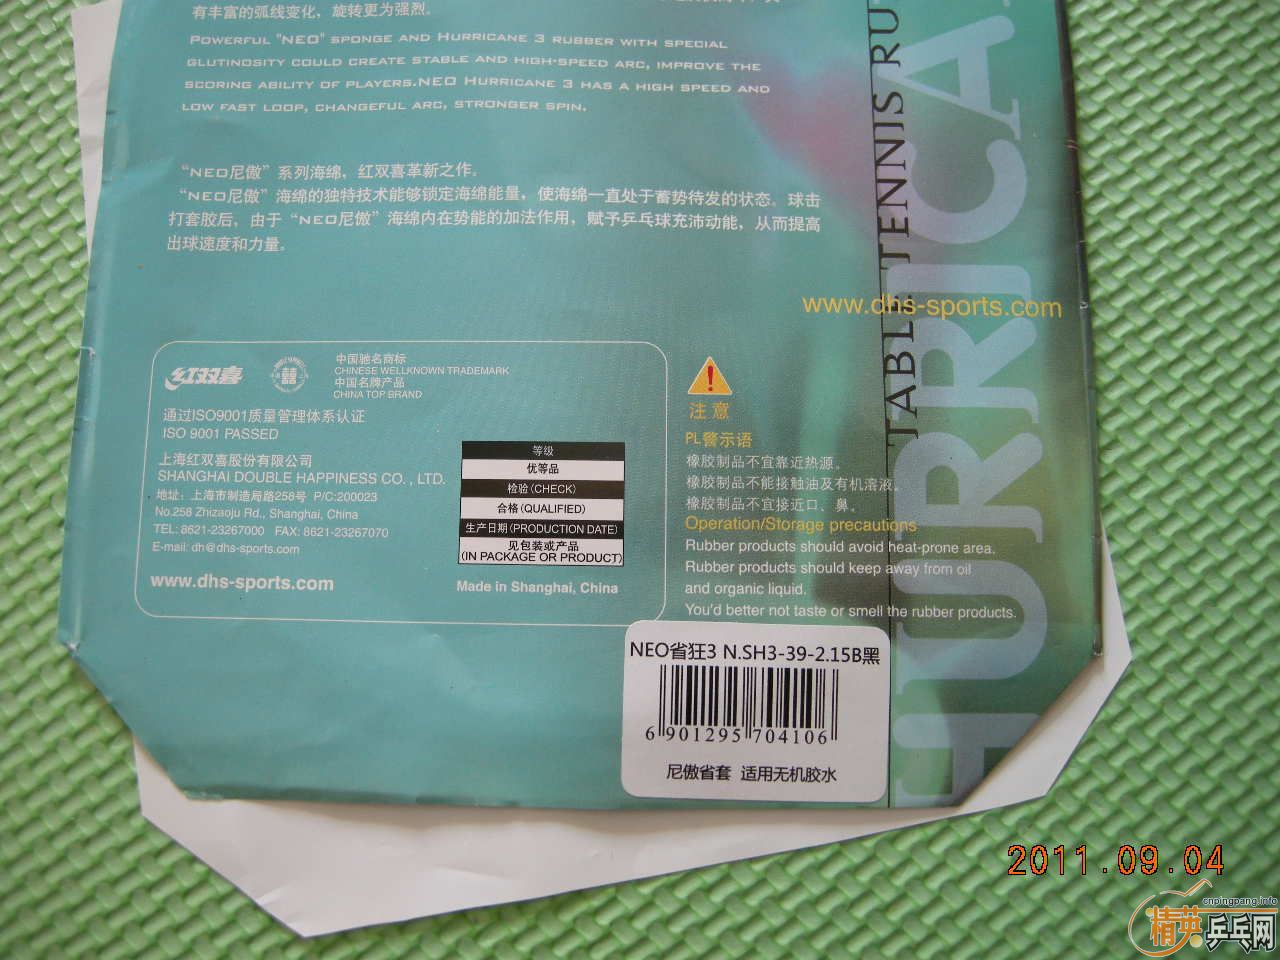 有丰富的弧线变化，旋转更为强烈。
POWERFUL "NEO" SPONGE AND HURRICANE 3 RUBBER WITH SPECIAL
GLUTINOSITY COULD CREATE STABLE AND HIGH-SPEED ARC, IMPROVE THE
SCORING ABILITY OF PLAYERS.NEO HURRICANE 3 HAS A HIGH SPEED AND
LOW FAST LOOP, CHANGEFUL ARC, STRONGER SPIN.
“NEO尼傲”系列海绵，红双喜革新之作。
“NEO尼傲”海绵的独特技术能够锁定海绵能量，使海绵一直处于蓄势待发的状态。球击
打套胶后，由于“NEO尼傲”海绵内在势能的加法作用，赋予乒乓球充沛动能，从而提高
出球速度和力量。
www.dhs-sports.com
TABLE TENNIS RU
HURRICA
红双喜
中国驰名商标
CHINESE WELLKNOWN TRADEMARK
中国名牌产品
CHINA TOP BRAND
通过ISO9001质量管理体系认证
ISO 9001 PASSED
上海红双喜股份有限公司
SHANGHAI DOUBLE HAPPINESS CO. , LTD.
地址：上海市制造局路258号 P/C:200023
No.258 Zhizaoju Rd., Shanghai, China
TEL: 8621-23267000 FAX: 8621-23267070
E-mail: dh@dhs-sports.com
www.dhs-sports.com
等级
优等品
检验(CHECK)
合格(QUALIFIED)
生产日期(PRODUCTION DATE)
见包装或产品
(IN PACKAGE OR PRODUCT)
Made in Shanghai, China
注意
PL警示语
橡胶制品不宜靠近热源。
橡胶制品不能接触油及有机溶液。
橡胶制品不宜接近口、鼻。
Operation/Storage precautions
Rubber products should avoid heat-prone area.
Rubber products should keep away from oil
and organic liquid.
You'd better not taste or smell the rubber products.
NEO省狂3 N.SH3-39-2.15B黑
6 901295 704106
尼傲省套 适用无机胶水
2011.09.04
cnpingpang.info
精英乒乓网